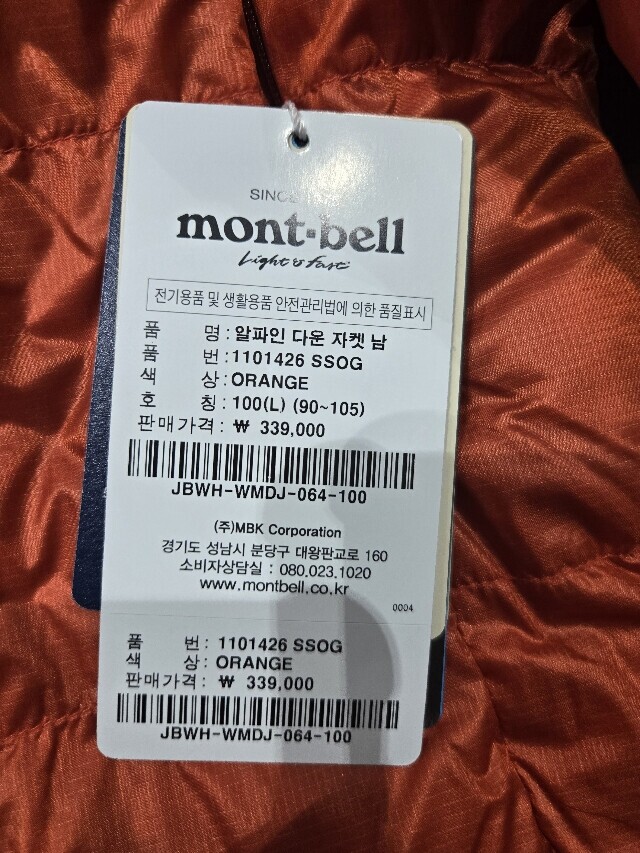 SINCE
mont-bell
Light & Fast
전기용품 및 생활용품 안전관리법에 의한 품질표시
품 명 : 알파인 다운 자켓 남
품 번 : 1101426 SSOG
색 상 : ORANGE
호 칭 : 100(L) (90~105)
판매가격 : ₩ 339,000
JBWH-WMDJ-064-100
(주)MBK Corporation
경기도 성남시 분당구 대왕판교로 160
소비자상담실 : 080.023.1020
www.montbell.co.kr
0004
품 번 : 1101426 SSOG
색 상 : ORANGE
판매가격 : ₩ 339,000
JBWH-WMDJ-064-100